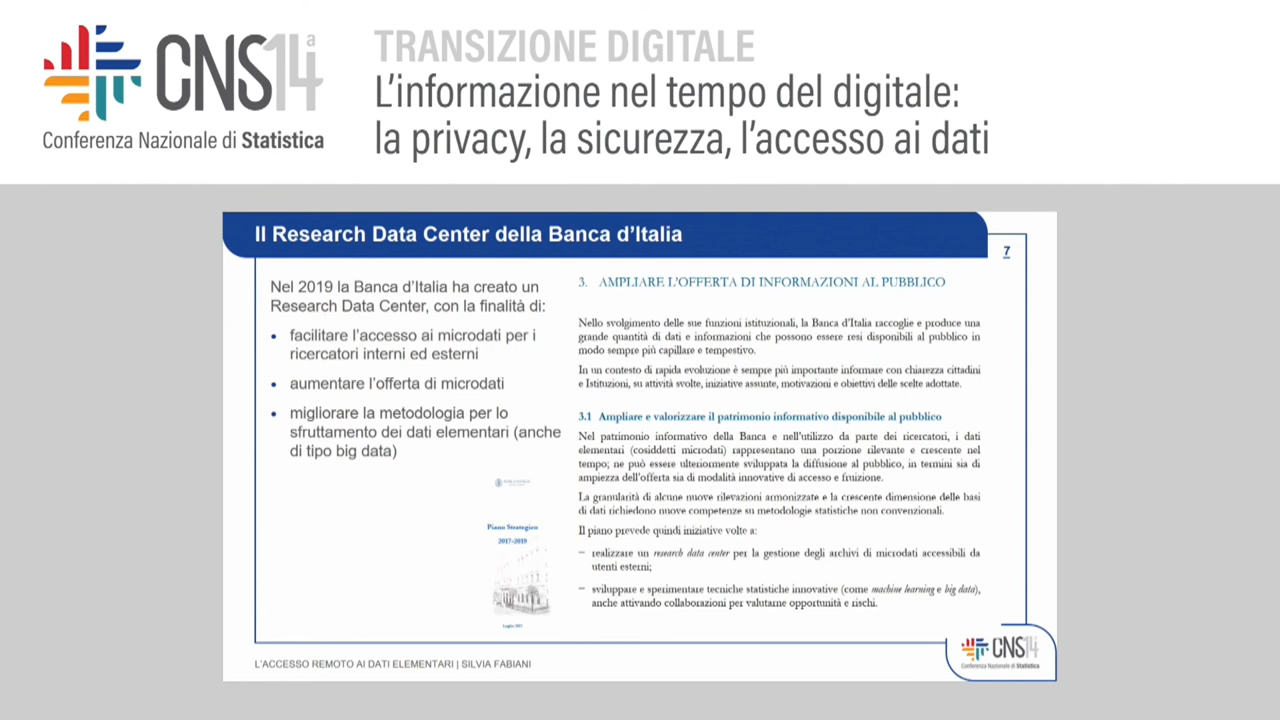 CNS14a
Conferenza Nazionale di Statistica
TRANSIZIONE DIGITALE
L'informazione nel tempo del digitale:
la privacy, la sicurezza, l'accesso ai dati
Il Research Data Center della Banca d'Italia
7
Nel 2019 la Banca d'Italia ha creato un
Research Data Center, con la finalità di:
• facilitare l'accesso ai microdati per i
ricercatori interni ed esterni
• aumentare l'offerta di microdati
• migliorare la metodologia per lo
sfruttamento dei dati elementari (anche
di tipo big data)
Piano Strategico
2017-2019
3. AMPLIARE L'OFFERTA DI INFORMAZIONI AL PUBBLICO
Nello svolgimento delle sue funzioni istituzionali, la Banca d'Italia raccoglie e produce una
grande quantità di dati e informazioni che possono essere resi disponibili al pubblico in
modo sempre più capillare e tempestivo.
In un contesto di rapida evoluzione è sempre più importante informare con chiarezza cittadini
e Istituzioni, su attività svolte, iniziative assunte, motivazioni e obiettivi delle scelte adottate.
3.1 Ampliare e valorizzare il patrimonio informativo disponibile al pubblico
Nel patrimonio informativo della Banca e nell'utilizzo da parte dei ricercatori, i dati
elementari (cosiddetti microdati) rappresentano una porzione rilevante e crescente nel
tempo; ne può essere ulteriormente sviluppata la diffusione al pubblico, in termini sia di
ampiezza dell'offerta sia di modalità innovative di accesso e fruizione.
La granularità di alcune nuove rilevazioni armonizzate e la crescente dimensione delle basi
di dati richiedono nuove competenze su metodologie statistiche non convenzionali.
Il piano prevede quindi iniziative volte a:
– realizzare un research data center per la gestione degli archivi di microdati accessibili da
utenti esterni;
– sviluppare e sperimentare tecniche statistiche innovative (come machine learning e big data),
anche attivando collaborazioni per valutarne opportunità e rischi.
L'ACCESSO REMOTO AI DATI ELEMENTARI | SILVIA FABIANI
CNS14
Conferenza Nazionale di Statistica